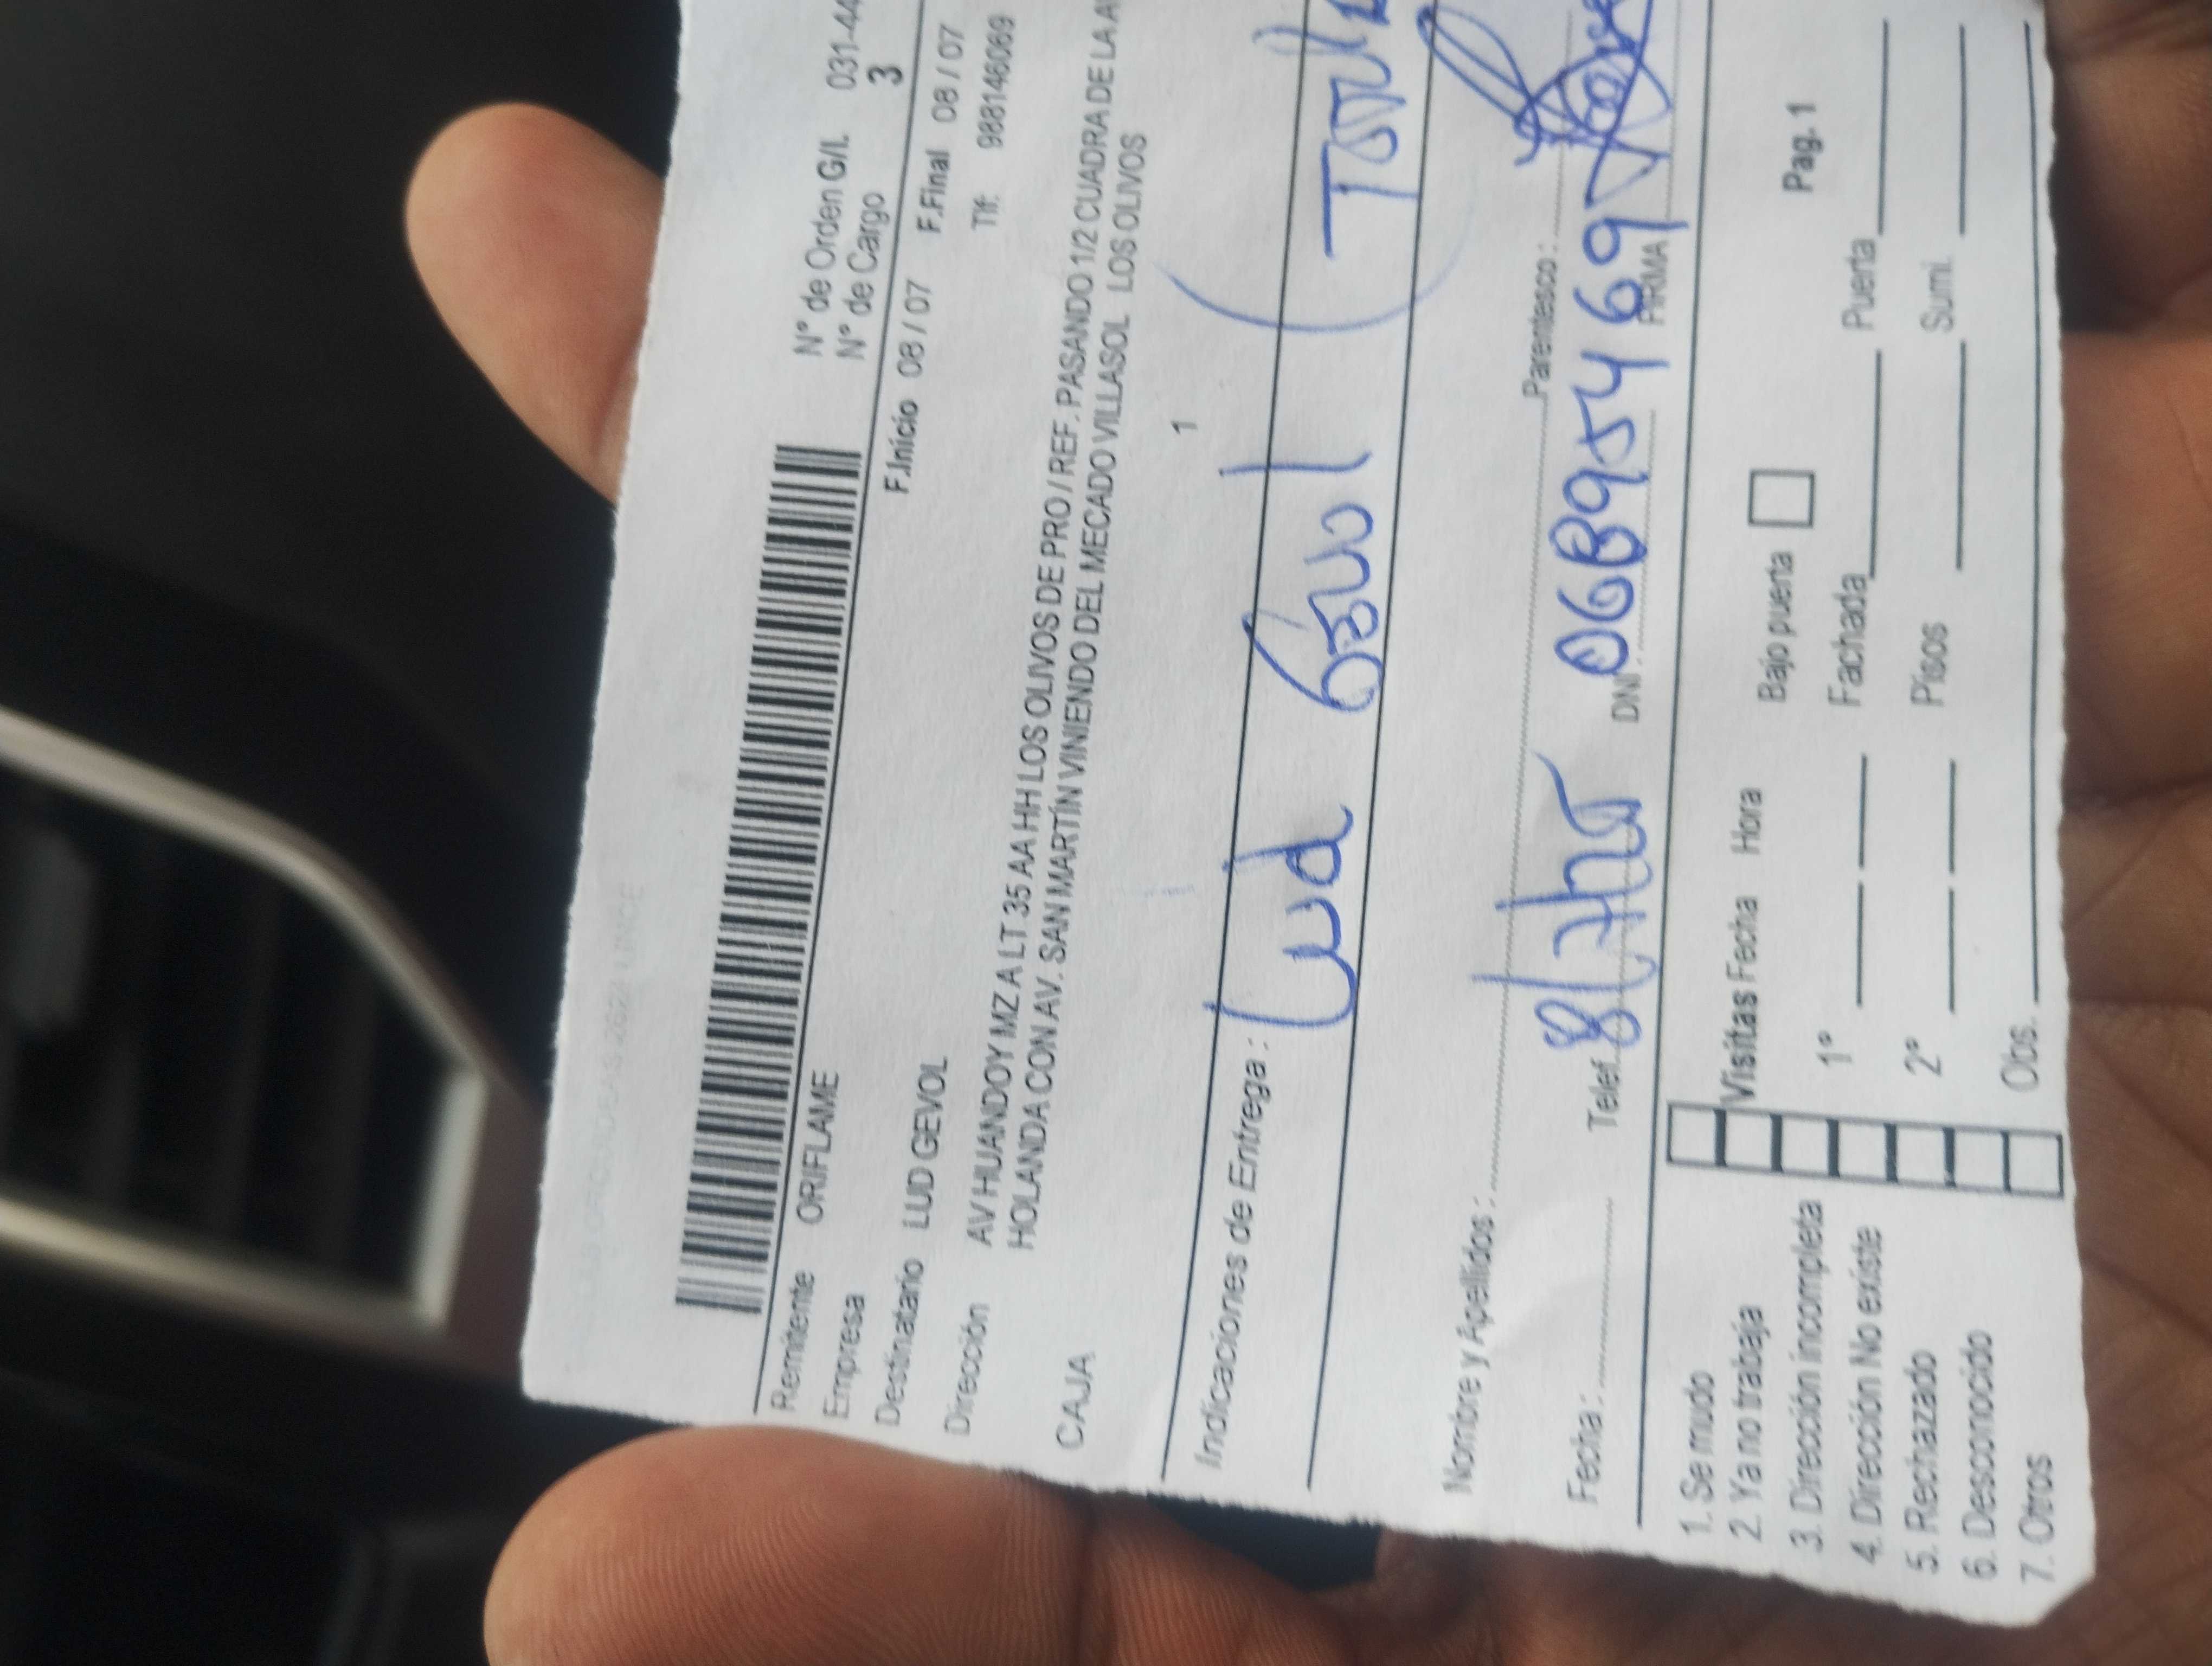 N° de Orden G/L 031-44
N° de Cargo 3
Remitente ORIFLAME
F.Inicio 08 / 07 F.Final 08 / 07
Empresa
Destinatario LUD GEVOL
Tlf: 988146069
Dirección AV HUANDOY MZ A LT 35 AA HH LOS OLIVOS DE PRO / REF. PASANDO 1/2 CUADRA DE LA AV
HOLANDA CON AV. SAN MARTÍN VINIENDO DEL MECADO VILLASOL LOS OLIVOS
CAJA 1
Indicaciones de Entrega :
Lud Gevol
Nombre y Apellidos : Parentesco :
Fecha : Telef. DNI :
FIRMA
1. Se mudo
2. Ya no trabaja
3. Dirección incompleta
4. Dirección No existe
5. Rechazado
6. Desconocido
7. Otros
Visitas Fecha Hora
Bajo puerta
Pag. 1
1° Fachada Puerta
2° Pisos Sumi.
Obs.